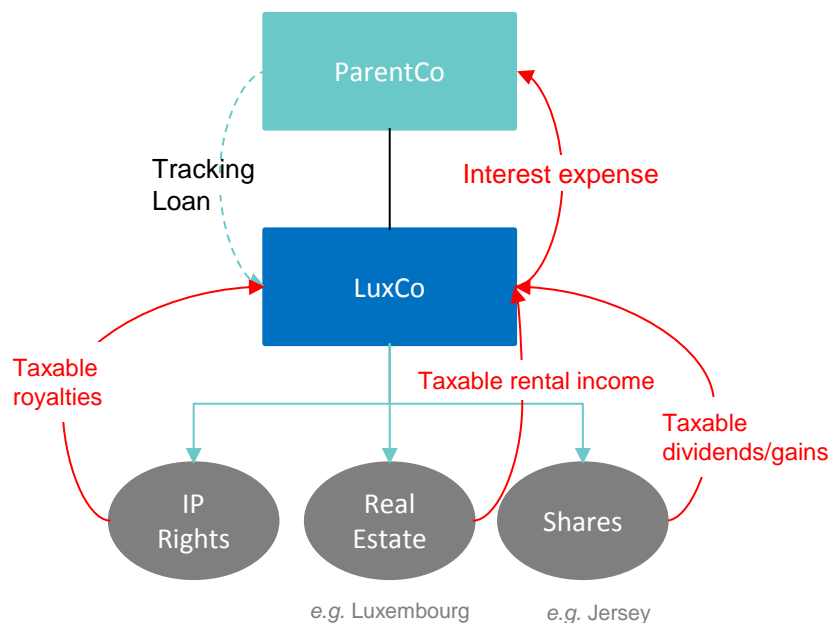 ParentCo
Tracking
Loan
Interest expense
LuxCo
Taxable
royalties
Taxable rental income
Taxable
dividends/gains
IP
Rights
Real
Estate
Shares
e.g. Luxembourg
e.g. Jersey